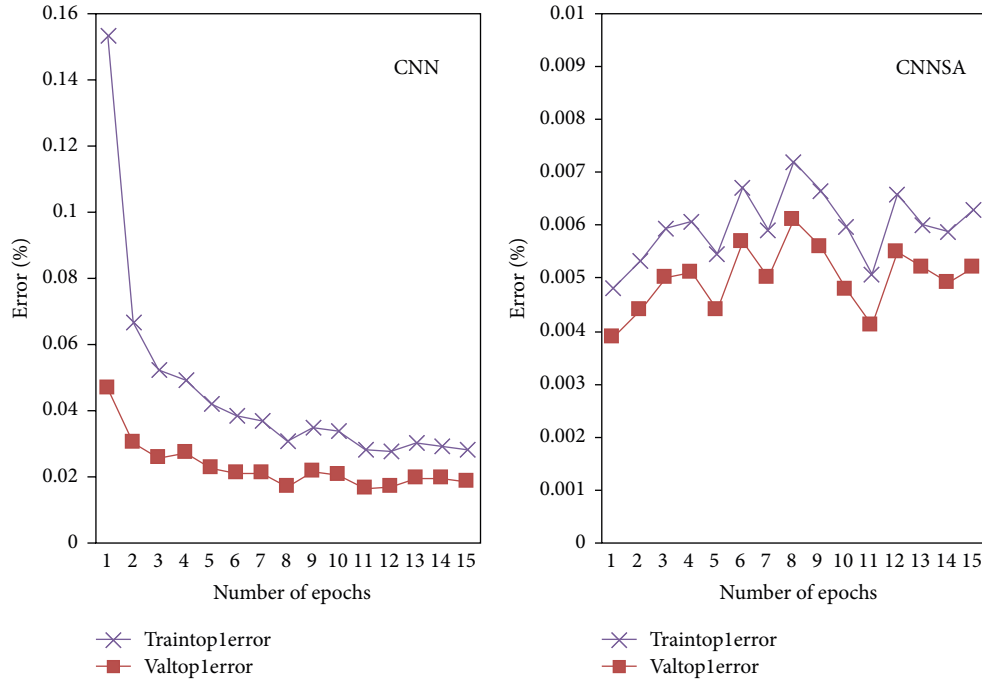 0.16
0.14
0.12
0.1
0.08
0.06
0.04
0.02
0
Error (%)
CNN
1 2 3 4 5 6 7 8 9 10 11 12 13 14 15
Number of epochs
Traintop1error
Valtop1error
0.01
0.009
0.008
0.007
0.006
0.005
0.004
0.003
0.002
0.001
0
Error (%)
CNNSA
1 2 3 4 5 6 7 8 9 10 11 12 13 14 15
Number of epochs
Traintop1error
Valtop1error